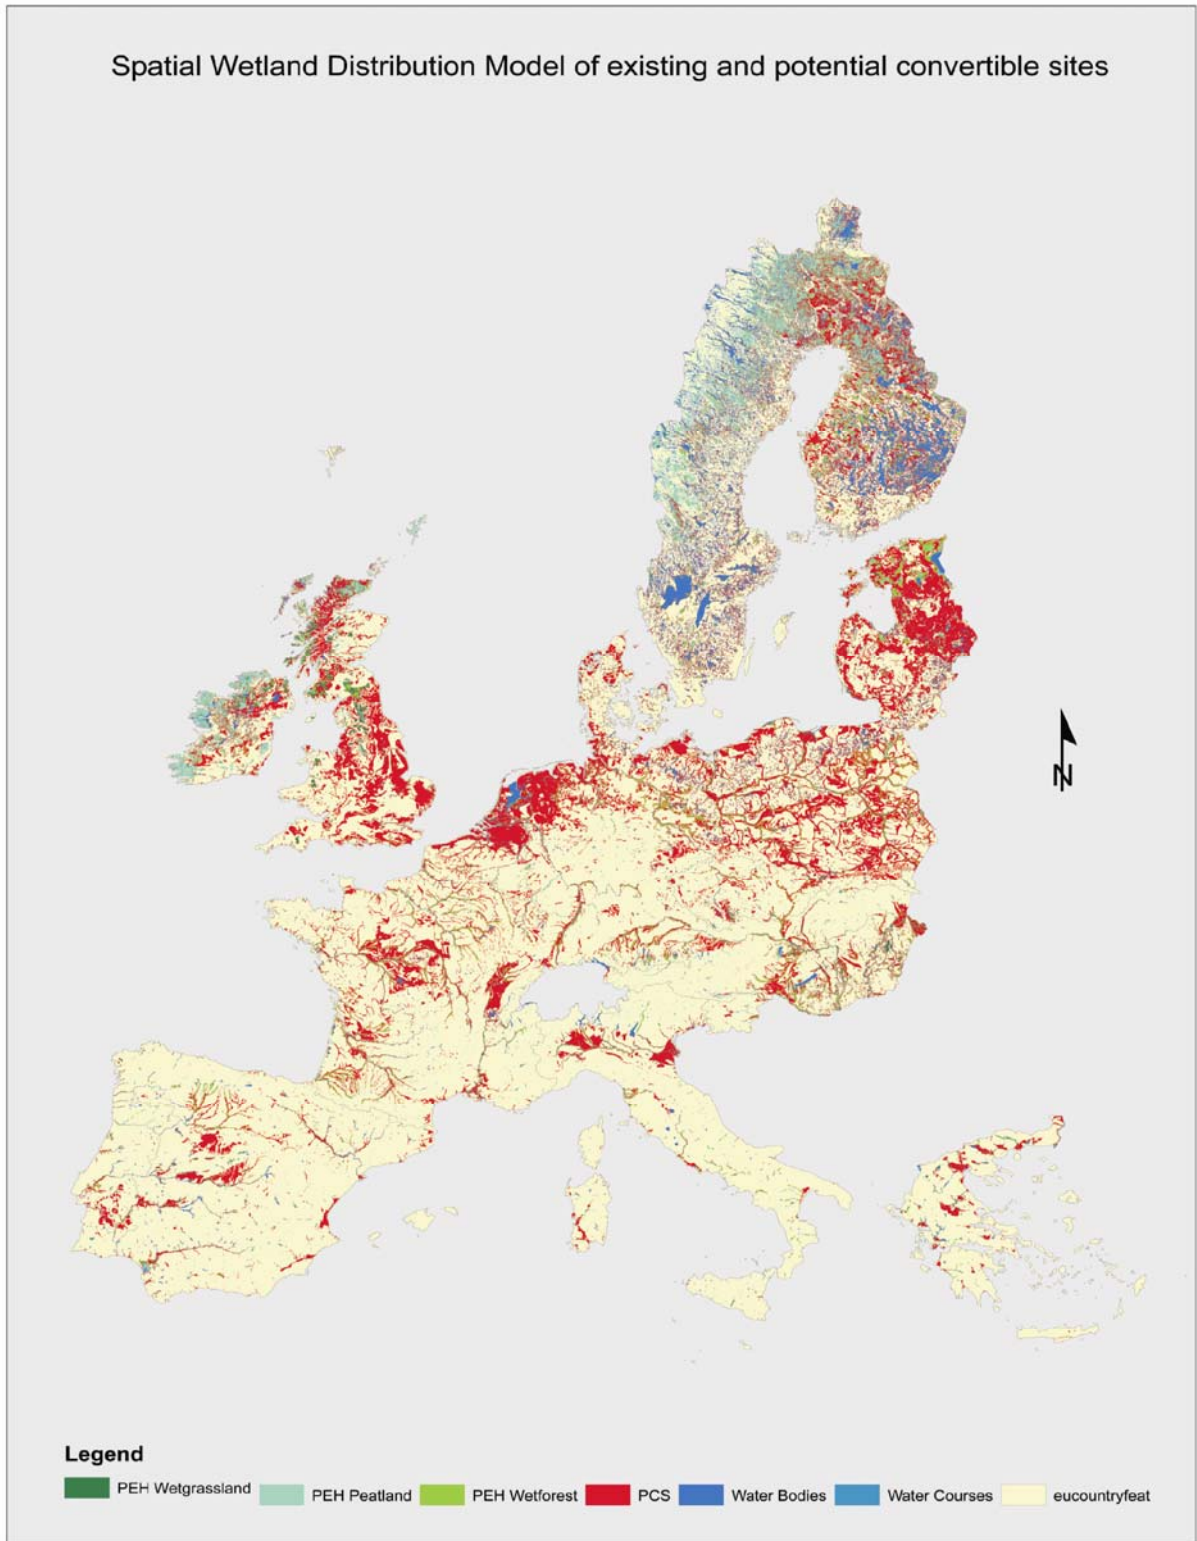 Spatial Wetland Distribution Model of existing and potential convertible sites
N
Legend
PEH Wetgrassland
PEH Peatland
PEH Wetforest
PCS
Water Bodies
Water Courses
eucountryfeat